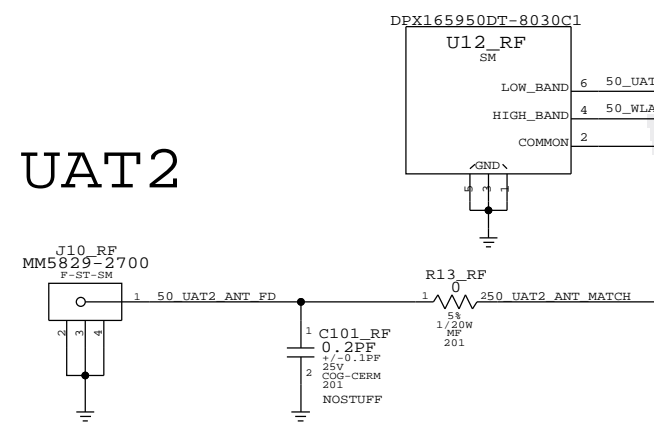 DPX165950DT-8030C1
U12_RF
SM
LOW_BAND 6 50_UAT
HIGH_BAND 4 50_WLA
COMMON 2
GND
5 3 1
UAT2
J10_RF
MM5829-2700
F-ST-SM
1 50_UAT2_ANT_FD
2 3 4
R13_RF
0
1 2 50_UAT2_ANT_MATCH
5%
1/20W
MF
201
1 C101_RF
0.2PF
+/-0.1PF
25V
2 COG-CERM
201
NOSTUFF